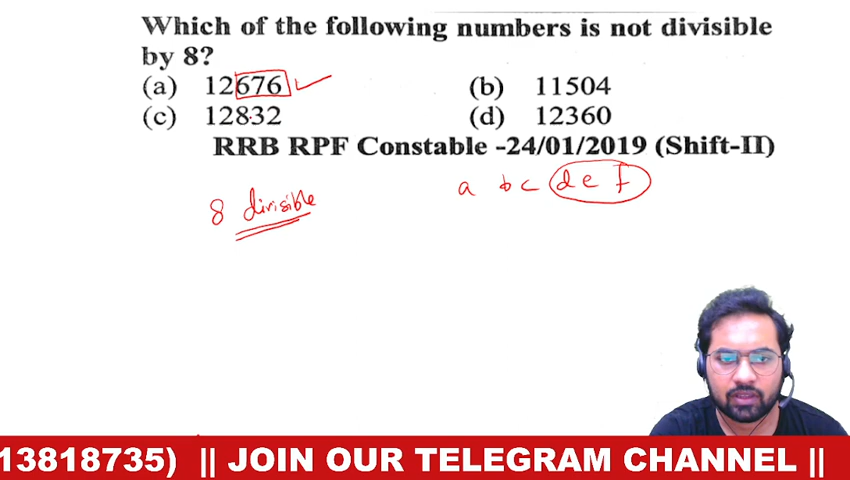 Which of the following numbers is not divisible
by 8?
(a) 12676 (b) 11504
(c) 12832 (d) 12360
RRB RPF Constable -24/01/2019 (Shift-II)
a b c d e f
8 divisible
13818735) || JOIN OUR TELEGRAM CHANNEL ||